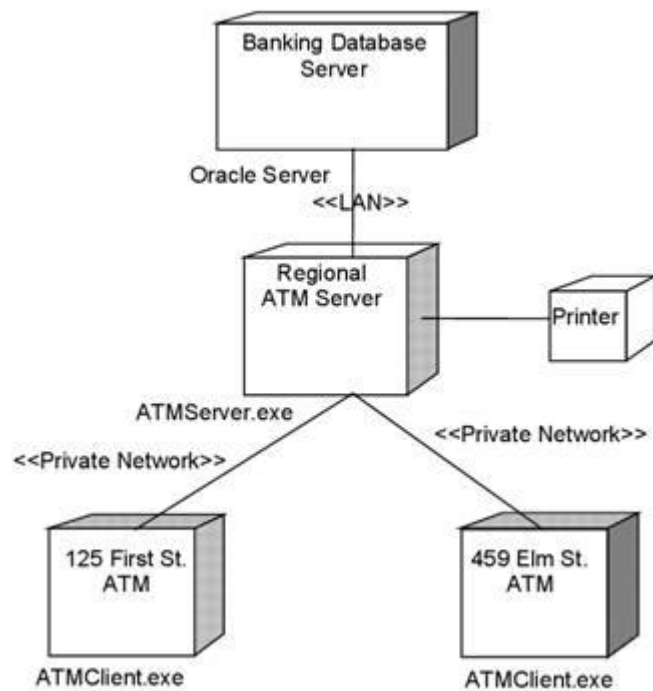 Banking Database
Server
Oracle Server
<<LAN>>
Regional
ATM Server
Printer
ATMServer.exe
<<Private Network>>
<<Private Network>>
125 First St.
ATM
459 Elm St.
ATM
ATMClient.exe
ATMClient.exe